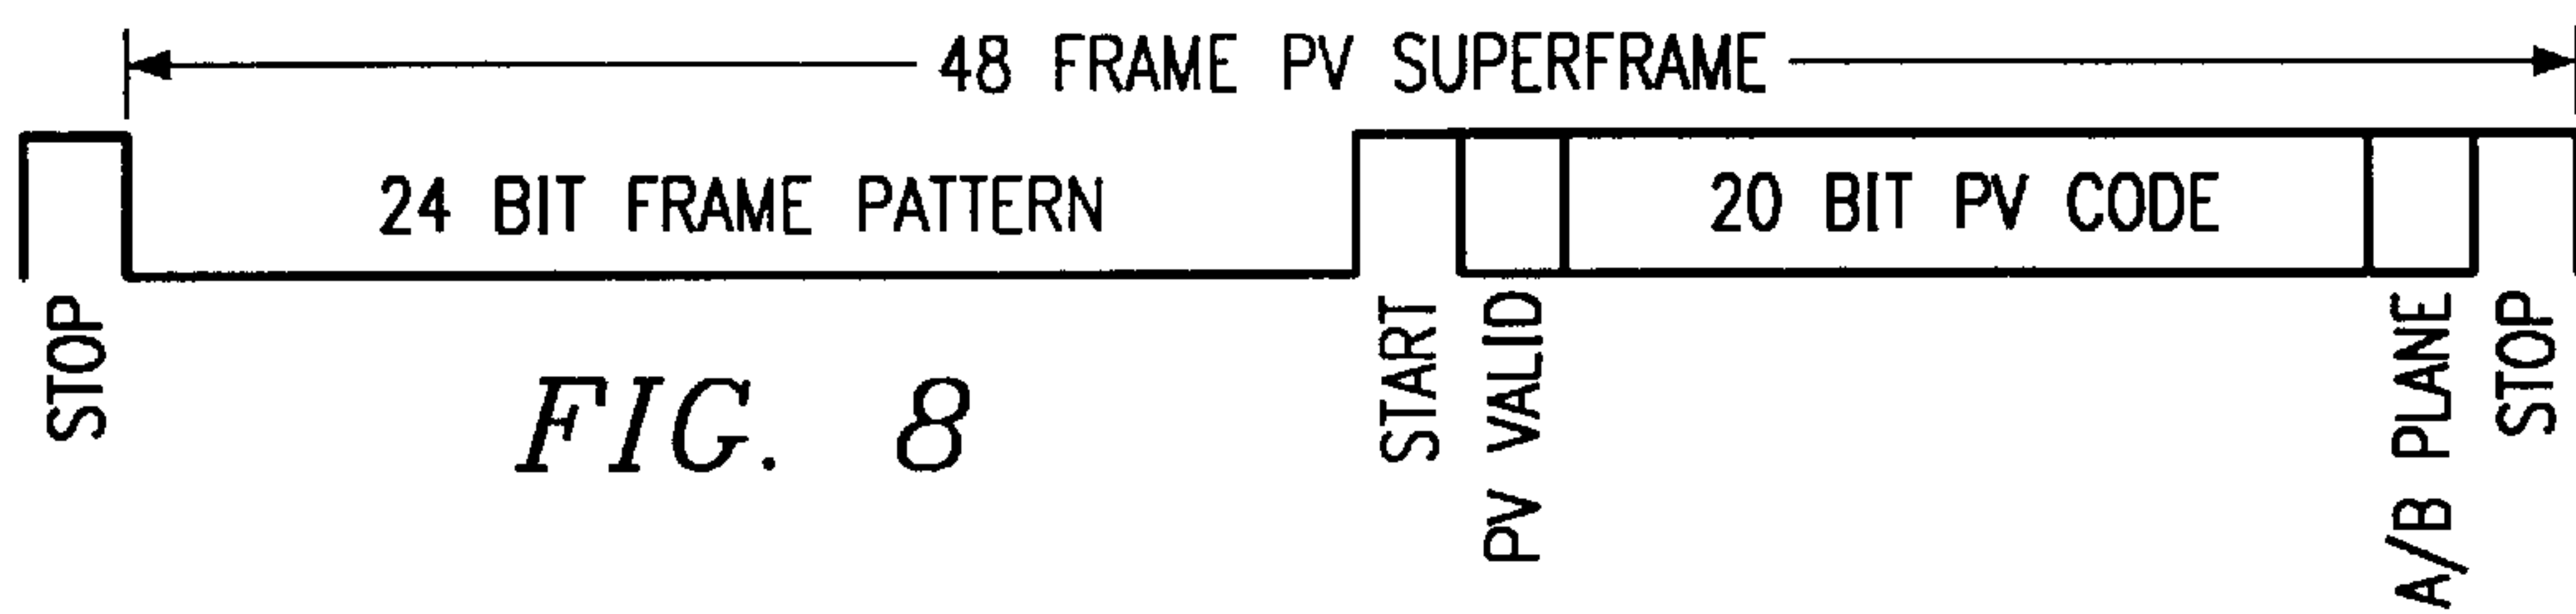 48 FRAME PV SUPERFRAME
24 BIT FRAME PATTERN
20 BIT PV CODE
STOP
START
PV VALID
A/B PLANE
STOP
FIG. 8